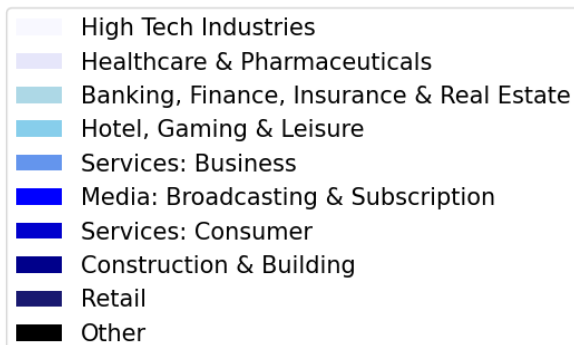 High Tech Industries
Healthcare & Pharmaceuticals
Banking, Finance, Insurance & Real Estate
Hotel, Gaming & Leisure
Services: Business
Media: Broadcasting & Subscription
Services: Consumer
Construction & Building
Retail
Other